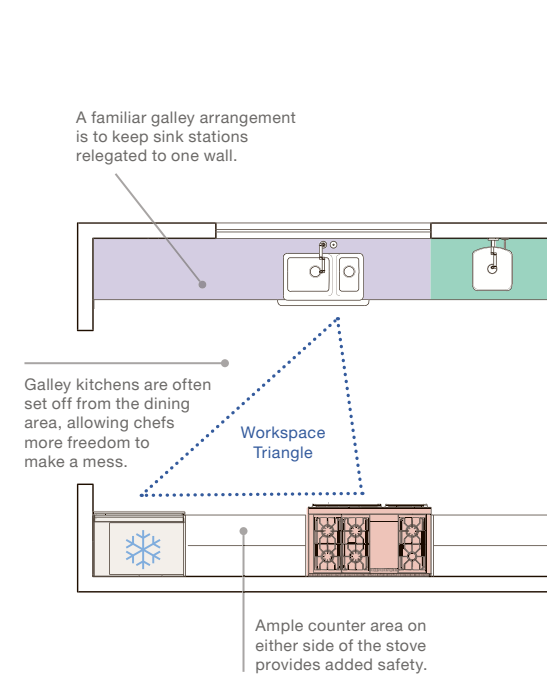 A familiar galley arrangement
is to keep sink stations
relegated to one wall.
Galley kitchens are often
set off from the dining
area, allowing chefs
more freedom to
make a mess.
Workspace
Triangle
Ample counter area on
either side of the stove
provides added safety.